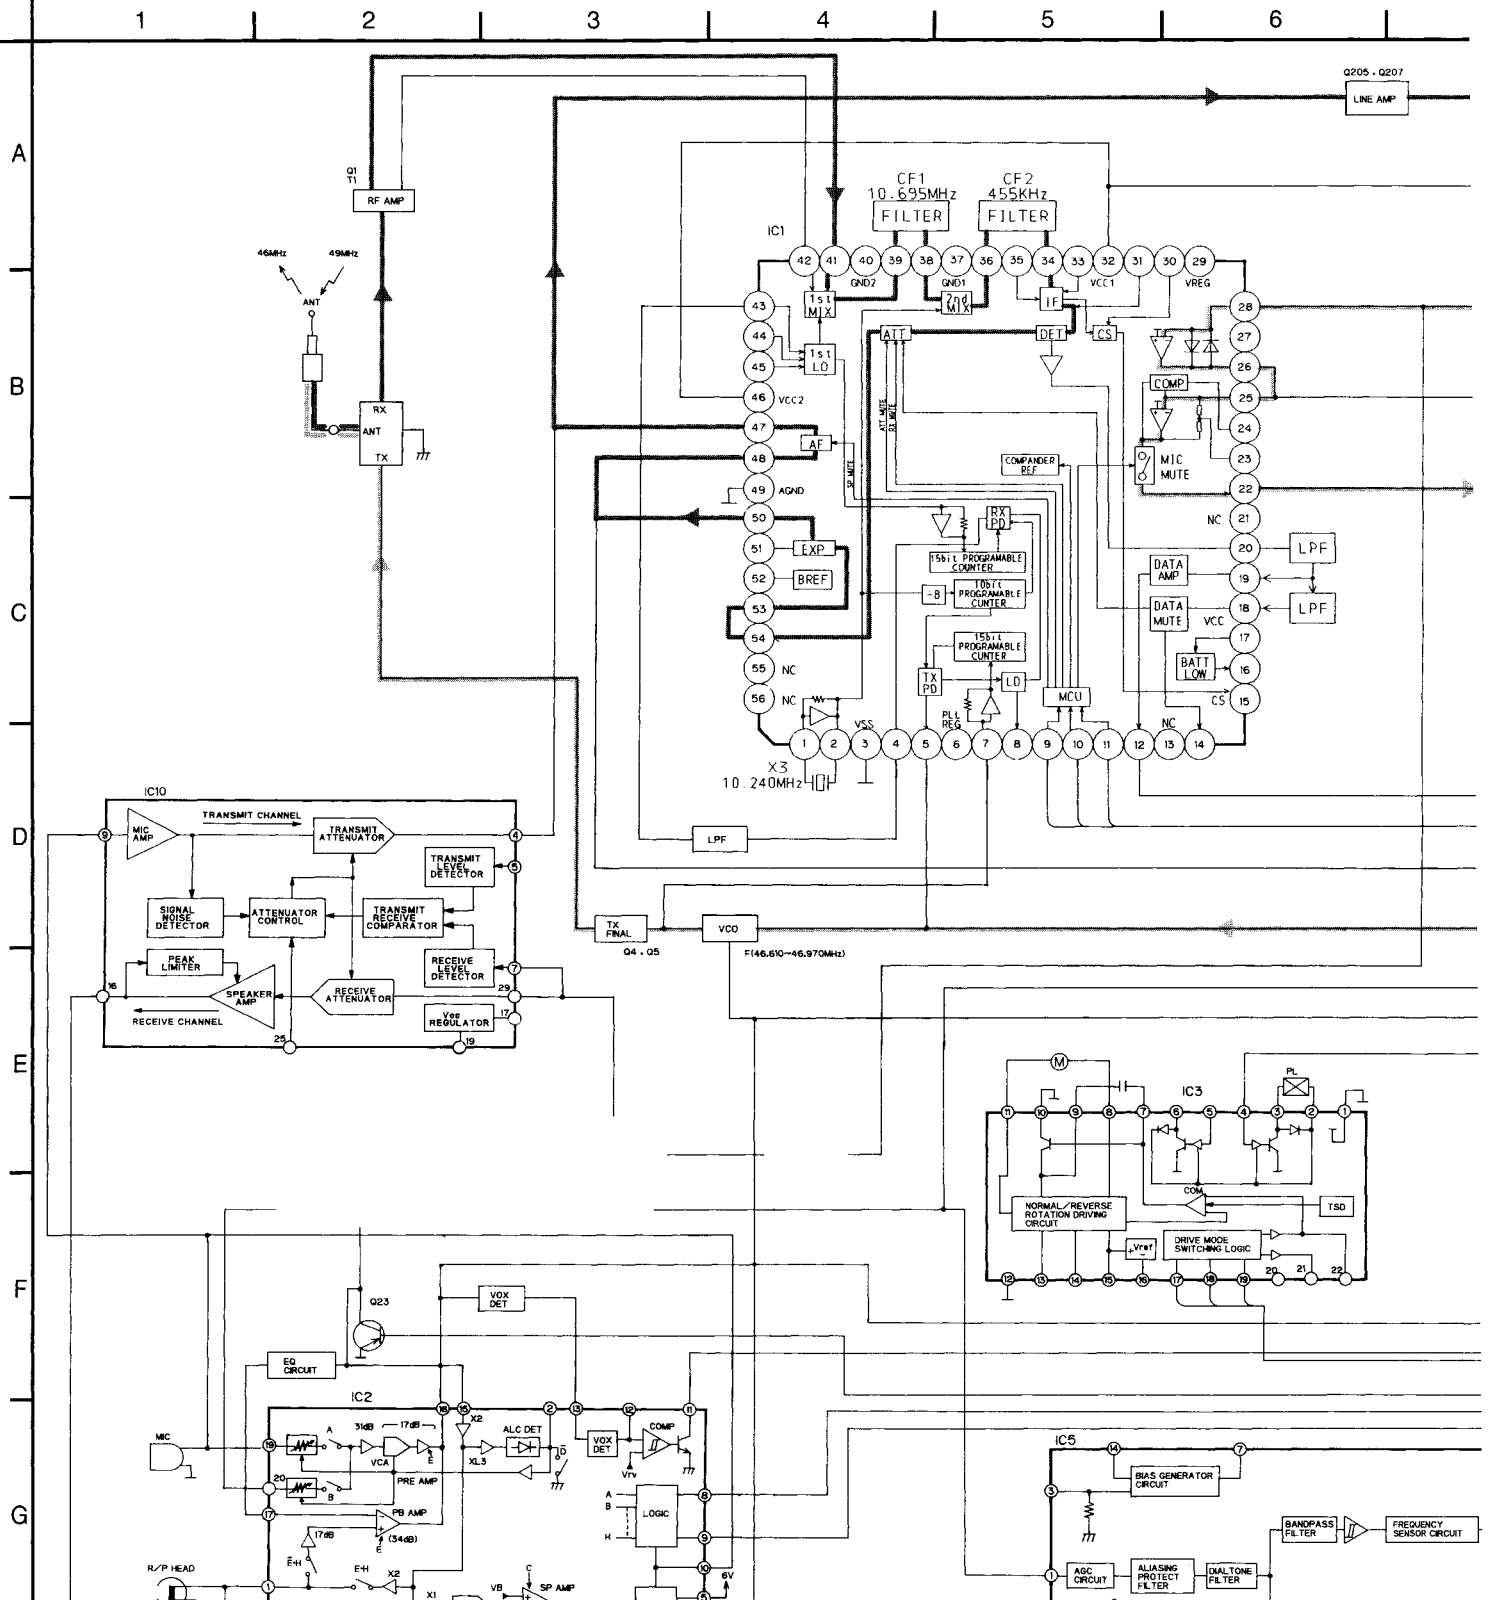 1 2 3 4 5 6
Q205 . Q207
LINE AMP
A
Q1
T1
RF AMP
CF1
10.695MHz
FILTER
CF2
455KHz
FILTER
IC1
46MHz
49MHz
ANT
42 41 40 39 38 37 36 35 34 33 32 31 30 29
GND2
GND1
VCC1
VREG
43
1st
MIX
2nd
MIX
IF
28
44
ATT
DET
CS
27
45
1st
LO
26
B
46
VCC2
COMP
25
RX
ANT
TX
47
AF
ATT MUTE
RX MUTE
24
48
SP MUTE
COMPANDER
REF
MIC
MUTE
23
49
AGND
22
50
RX
PD
NC
21
51
EXP
15bit PROGRAMABLE
COUNTER
20
LPF
52
BREF
DATA
AMP
19
C
53
÷8
10bit
PROGRAMABLE
CUNTER
DATA
MUTE
VCC
18
LPF
54
15bit
PROGRAMABLE
CUNTER
17
55
NC
TX
PD
LD
BATT
LOW
16
56
NC
MCU
CS
15
VSS
PLL
REG
NC
1 2 3 4 5 6 7 8 9 10 11 12 13 14
X3
10.240MHz
IC10
D
TRANSMIT CHANNEL
9
MIC
AMP
TRANSMIT
ATTENUATOR
4
LPF
TRANSMIT
LEVEL
DETECTOR
5
SIGNAL
NOISE
DETECTOR
ATTENUATOR
CONTROL
TRANSMIT
RECEIVE
COMPARATOR
TX
FINAL
Q4 . Q5
VCO
F(46.610~46.970MHz)
PEAK
LIMITER
RECEIVE
LEVEL
DETECTOR
7
16
SPEAKER
AMP
RECEIVE
ATTENUATOR
29
RECEIVE CHANNEL
Vcc
REGULATOR
17
25
19
E
M
IC3
PL
11 10 9 8 7 6 5 4 3 2 1
COM
NORMAL/REVERSE
ROTATION DRIVING
CIRCUIT
TSD
+Vref
DRIVE MODE
SWITCHING LOGIC
12 13 14 15 16 17 18 19 20 21 22
F
VOX
DET
Q23
EQ
CIRCUIT
IC2
18 15 2 13 12 11
MIC
19
A
31dB
17dB
X2
ALC DET
VOX
DET
COMP
VCA
E
XL3
D
Vrv
20
B
PRE AMP
IC5
14
7
BIAS GENERATOR
CIRCUIT
3
G
17
PB AMP
(34dB)
E
17dB
A
B
H
LOGIC
8
9
BANDPASS
FILTER
FREQUENCY
SENSOR CIRCUIT
R/P HEAD
E·H
E·H
X2
1
X1
VB
C
SP AMP
10
6V
5
1
AGC
CIRCUIT
ALIASING
PROTECT
FILTER
DIALTONE
FILTER